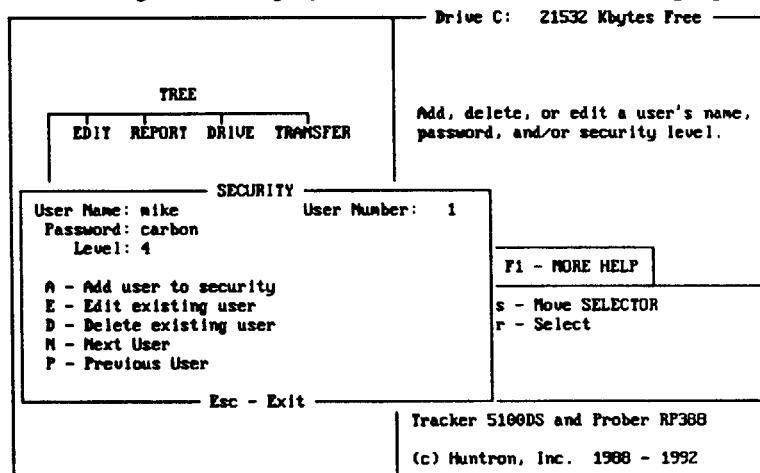 Drive C: 21532 Kbytes Free
TREE
EDIT REPORT DRIVE TRANSFER
Add, delete, or edit a user's name,
password, and/or security level.
SECURITY
User Name: mike User Number: 1
Password: carbon
Level: 4
A - Add user to security
E - Edit existing user
D - Delete existing user
N - Next User
P - Previous User
Esc - Exit
F1 - MORE HELP
s - Move SELECTOR
r - Select
Tracker 5100DS and Prober RP388
(c) Huntron, Inc. 1988 - 1992